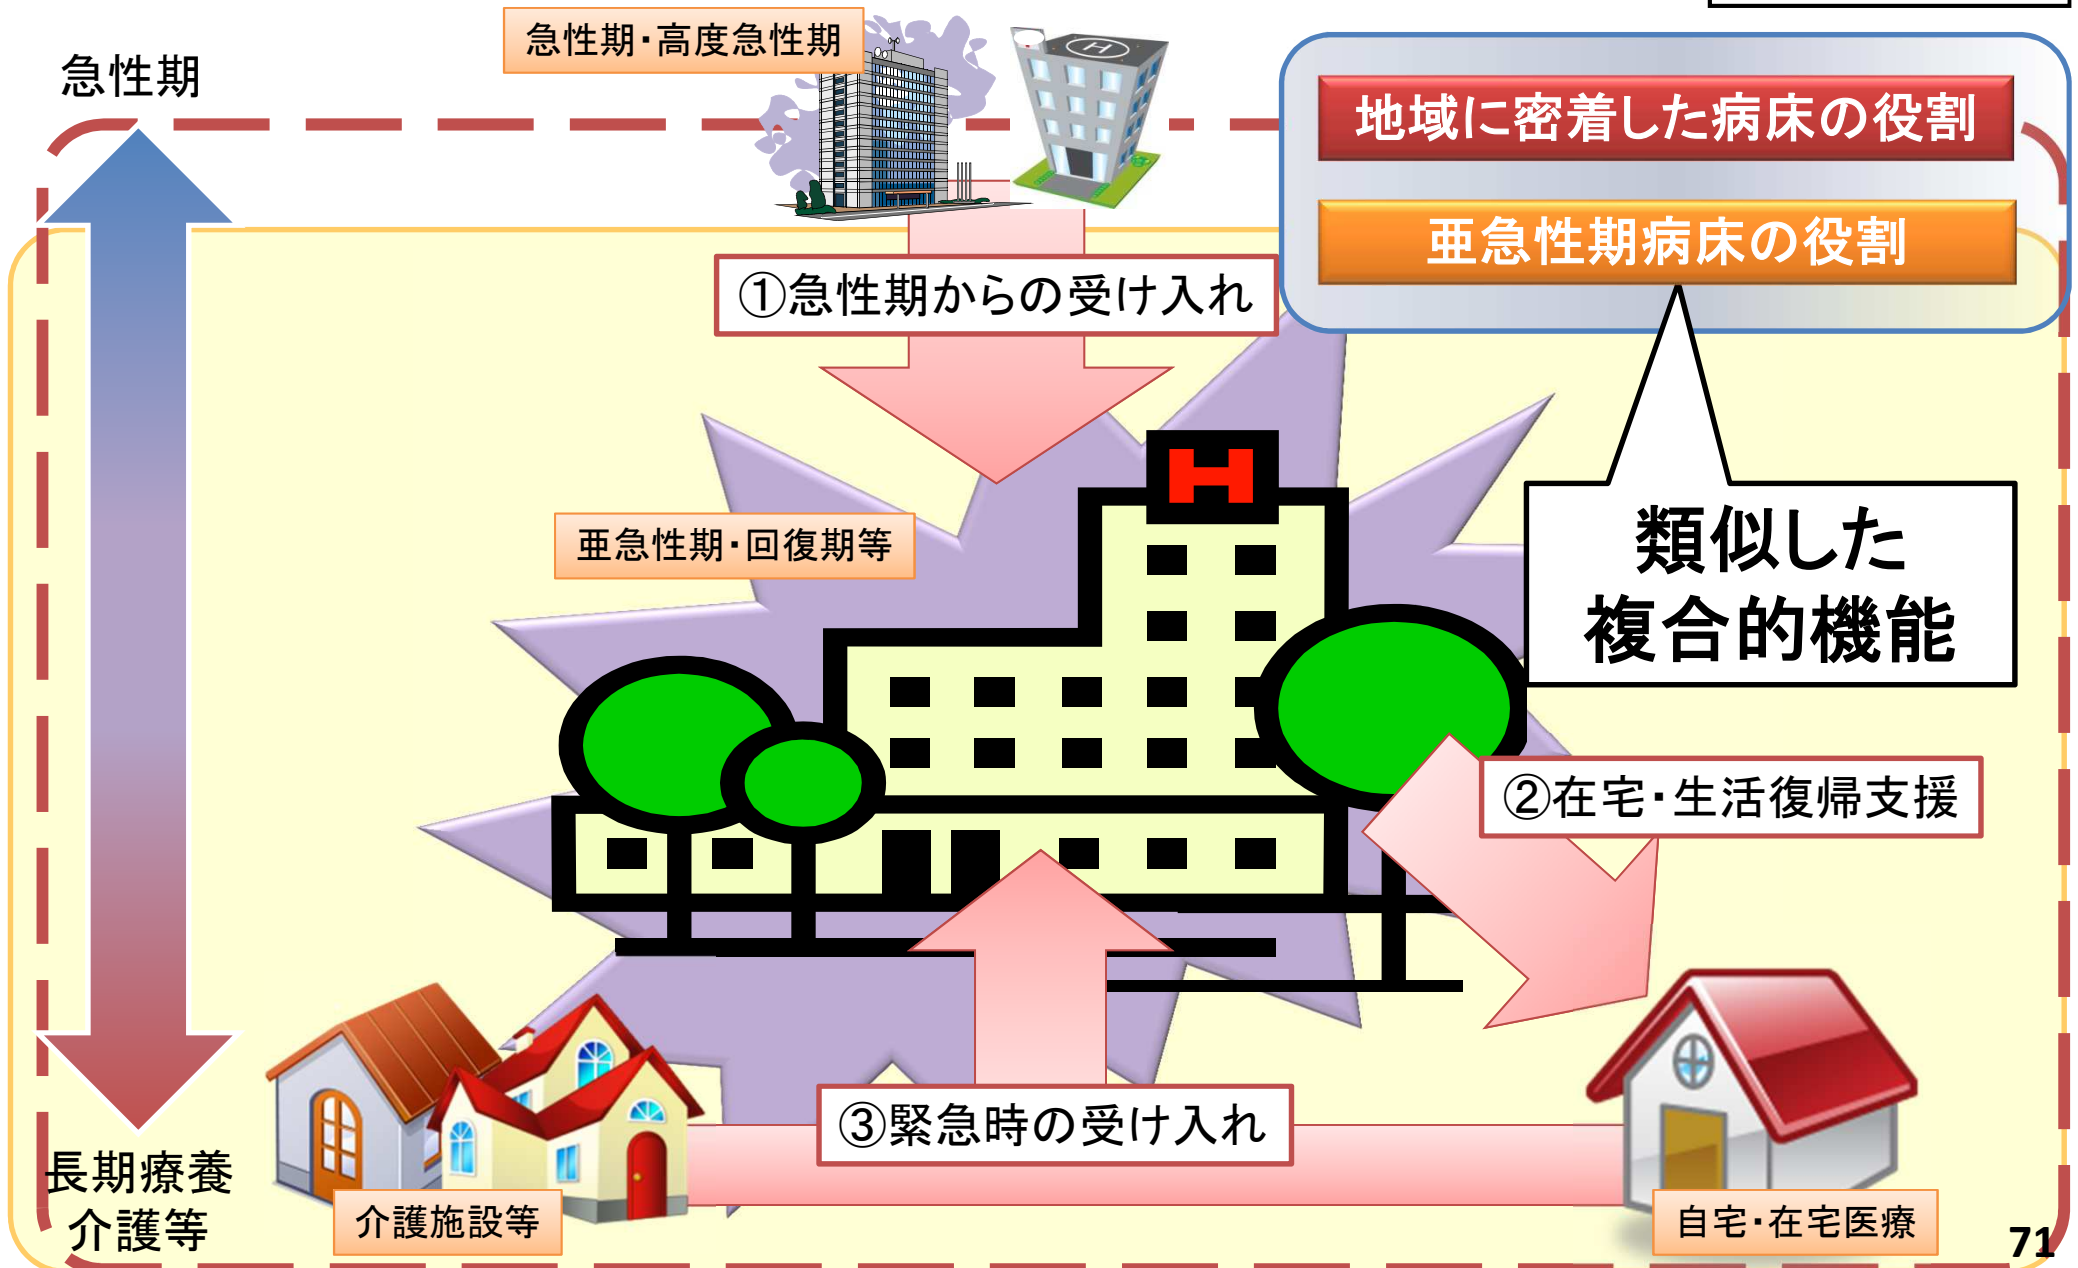 急性期・高度急性期
急性期
地域に密着した病床の役割
亜急性期病床の役割
①急性期からの受け入れ
H
類似した
複合的機能
亜急性期・回復期等
②在宅・生活復帰支援
③緊急時の受け入れ
長期療養
介護等
介護施設等
自宅・在宅医療
71